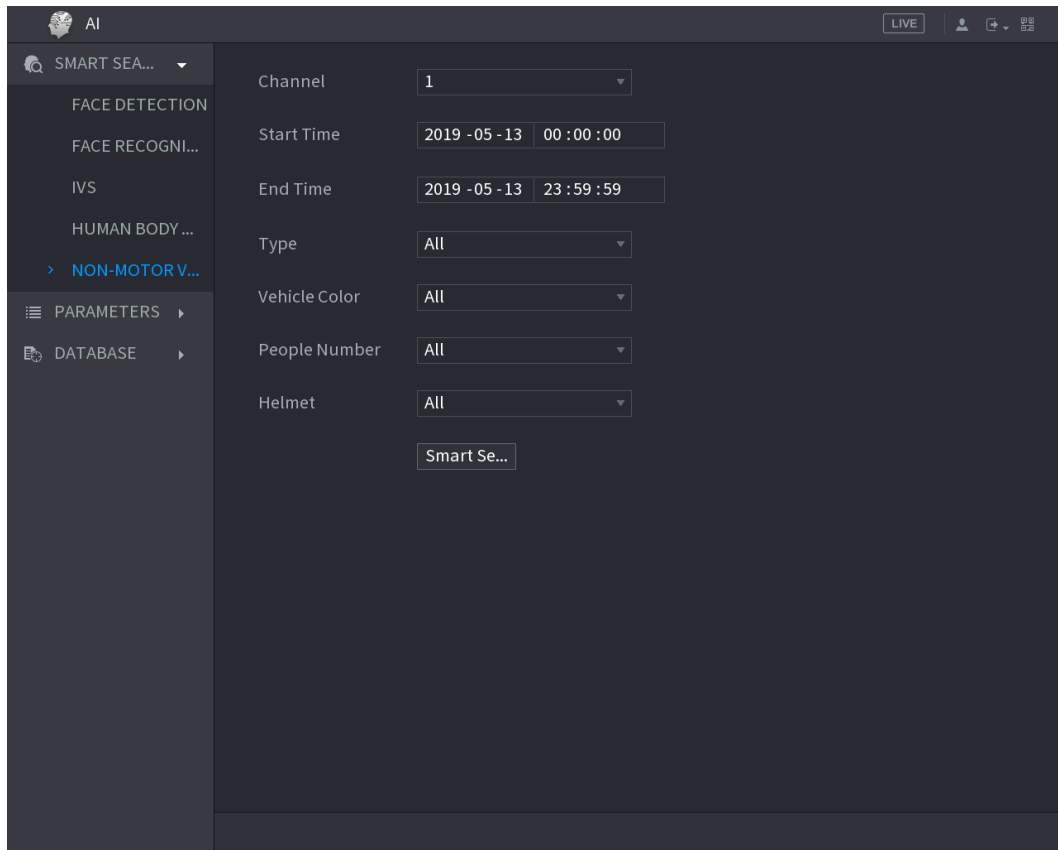 AI
LIVE
SMART SEA...
FACE DETECTION
FACE RECOGNI...
IVS
HUMAN BODY ...
NON-MOTOR V...
PARAMETERS
DATABASE
Channel 1
Start Time 2019 -05 -13 00 :00 :00
End Time 2019 -05 -13 23 :59 :59
Type All
Vehicle Color All
People Number All
Helmet All
Smart Se...